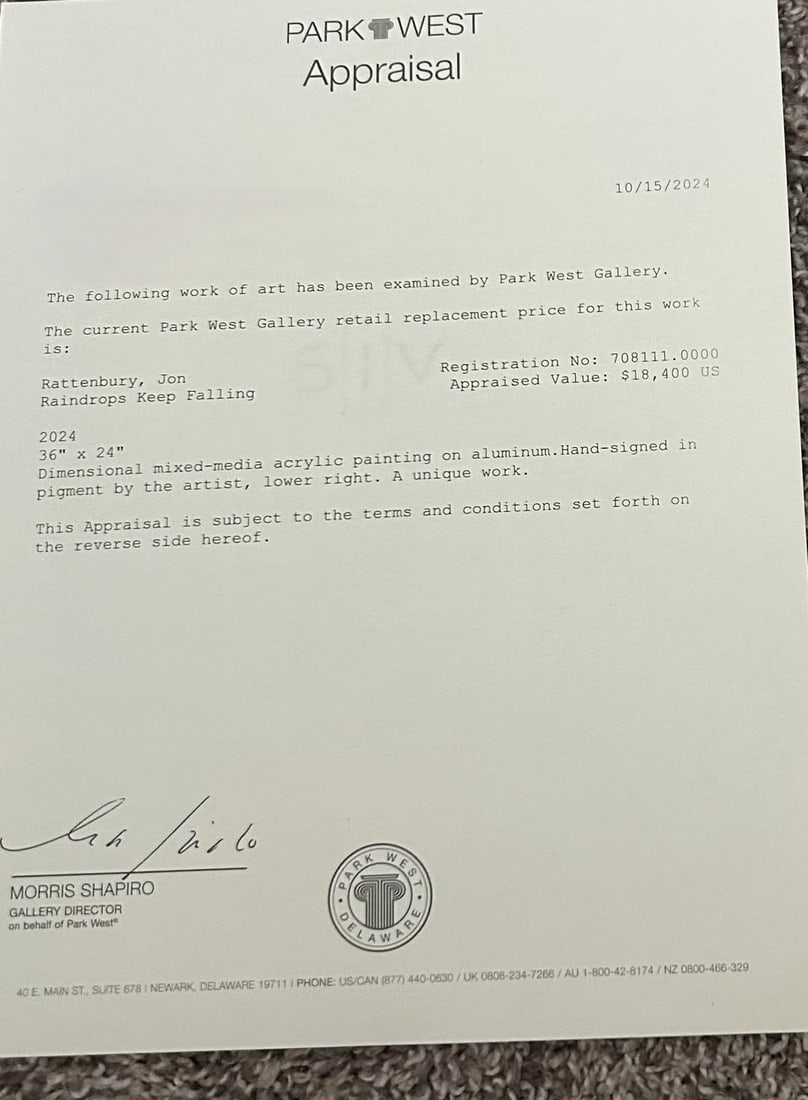 PARK WEST
Appraisal
10/15/2024
The following work of art has been examined by Park West Gallery.
The current Park West Gallery retail replacement price for this work
is:
Rattenbury, Jon
Raindrops Keep Falling
Registration No: 708111.0000
Appraised Value: $18,400 US
2024
36" x 24"
Dimensional mixed-media acrylic painting on aluminum.Hand-signed in
pigment by the artist, lower right. A unique work.
This Appraisal is subject to the terms and conditions set forth on
the reverse side hereof.
MORRIS SHAPIRO
GALLERY DIRECTOR
on behalf of Park West®
PARK WEST
DELAWARE
40 E. MAIN ST., SUITE 678 | NEWARK, DELAWARE 19711 | PHONE: US/CAN (877) 440-0630 / UK 0808-234-7266 / AU 1-800-42-8174 / NZ 0800-466-329